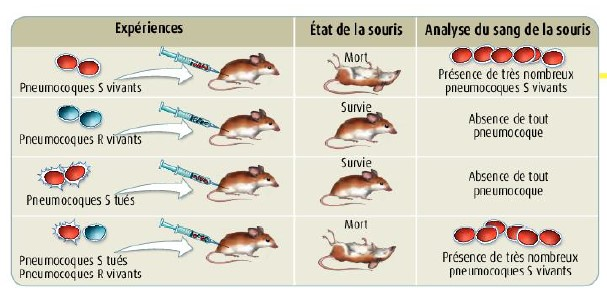 Expériences
État de la souris
Analyse du sang de la souris
Pneumocoques S vivants
Mort
Présence de très nombreux
pneumocoques S vivants
Pneumocoques R vivants
Survie
Absence de tout
pneumocoque
Pneumocoques S tués
Survie
Absence de tout
pneumocoque
Pneumocoques S tués
Pneumocoques R vivants
Mort
Présence de très nombreux
pneumocoques S vivants